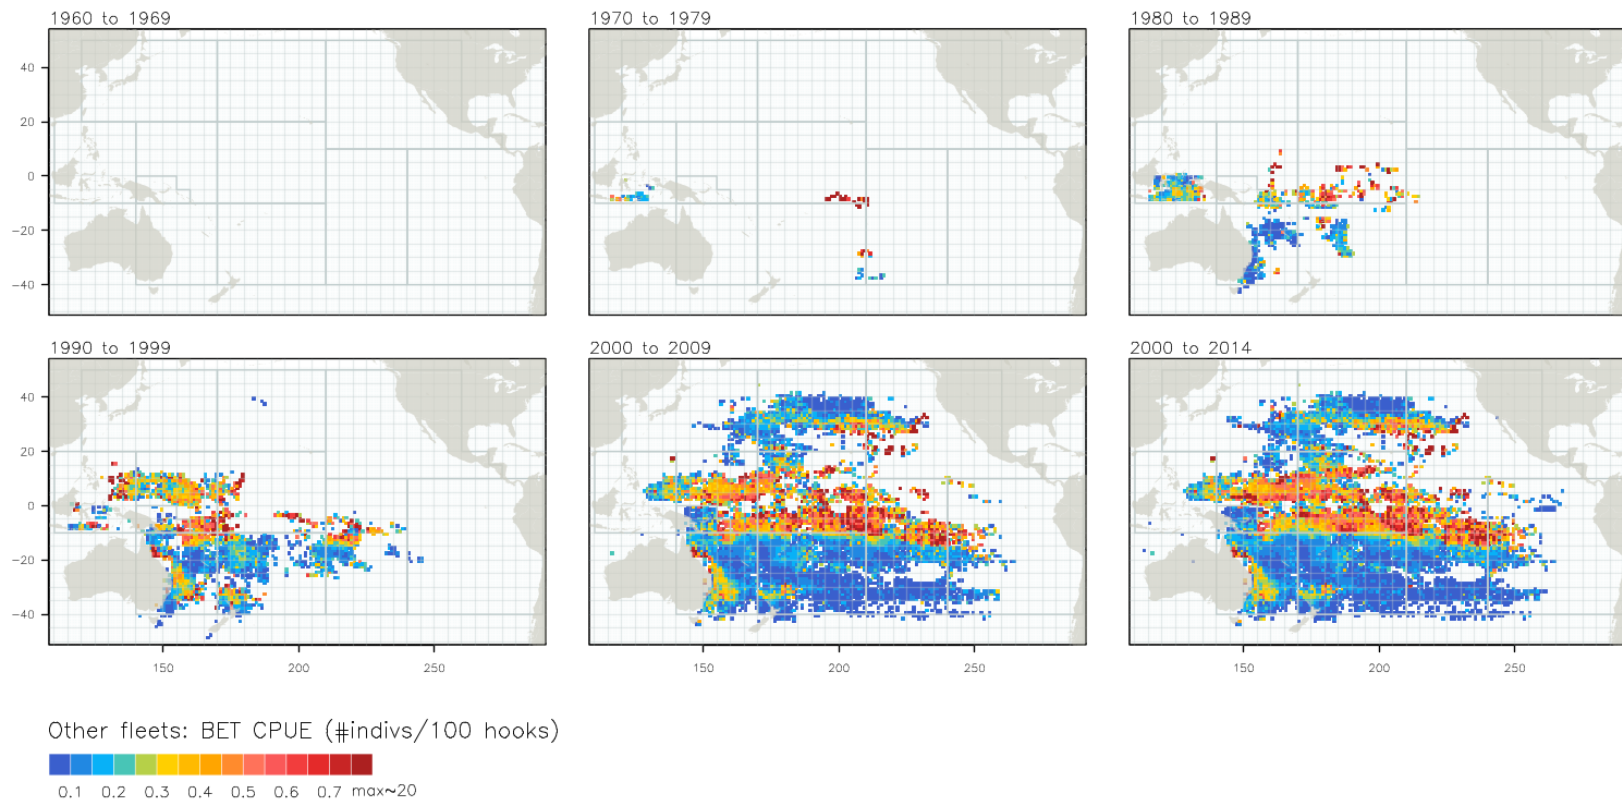 1960 to 1969
1970 to 1979
1980 to 1989
40
20
0
−20
−40
1990 to 1999
2000 to 2009
2000 to 2014
40
20
0
−20
−40
150 200 250
150 200 250
150 200 250
Other fleets: BET CPUE (#indivs/100 hooks)
0.1 0.2 0.3 0.4 0.5 0.6 0.7 max~20